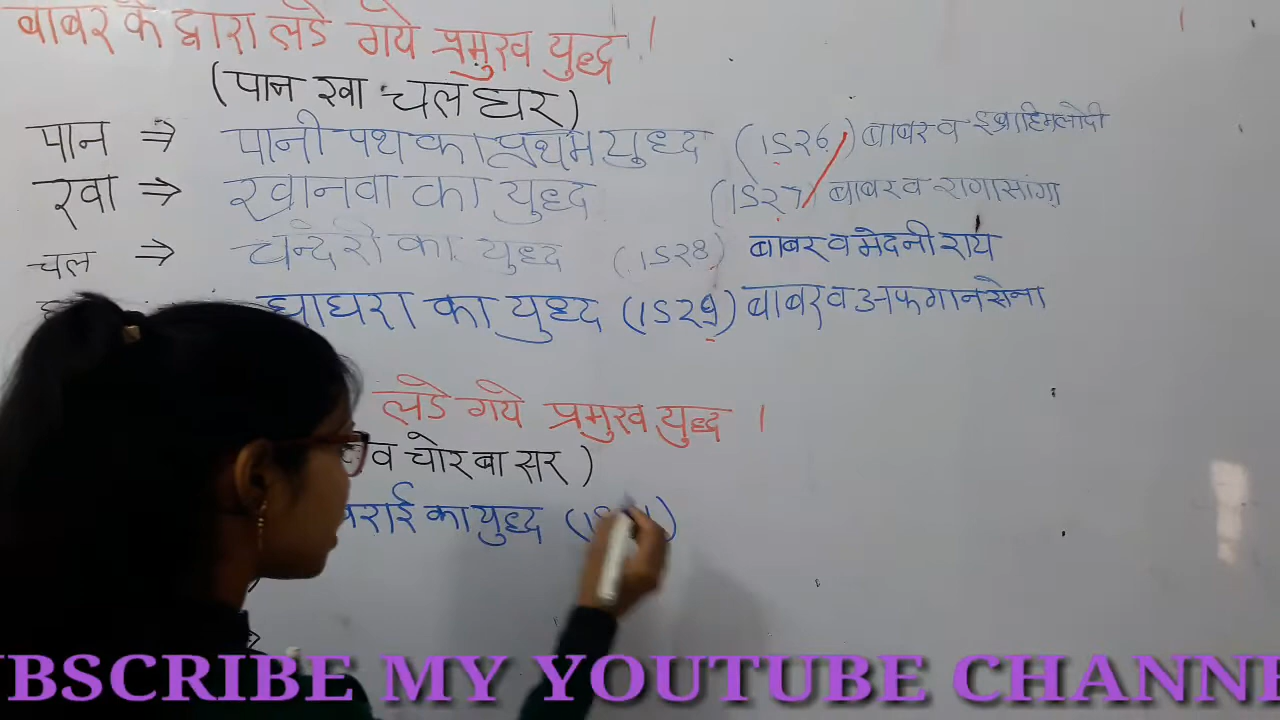 बाबर के द्वारा लडे गये प्रमुख युद्ध ।
(पान खा चल घर)
पान ⇒ पानीपथ का प्रथम युध्द (1526) बाबर व इब्राहिम लोदी
खा ⇒ खानवा का युध्द (1527) बाबर व राणा सांगा
चल ⇒ चन्देरी का युध्द (1528) बाबर व मेदनी राय
घाघरा का युध्द (1529) बाबर व अफगान सेना
लडे गये प्रमुख युद्ध ।
व चोर बा सर )
का युद्ध
UBSCRIBE MY YOUTUBE CHANNE